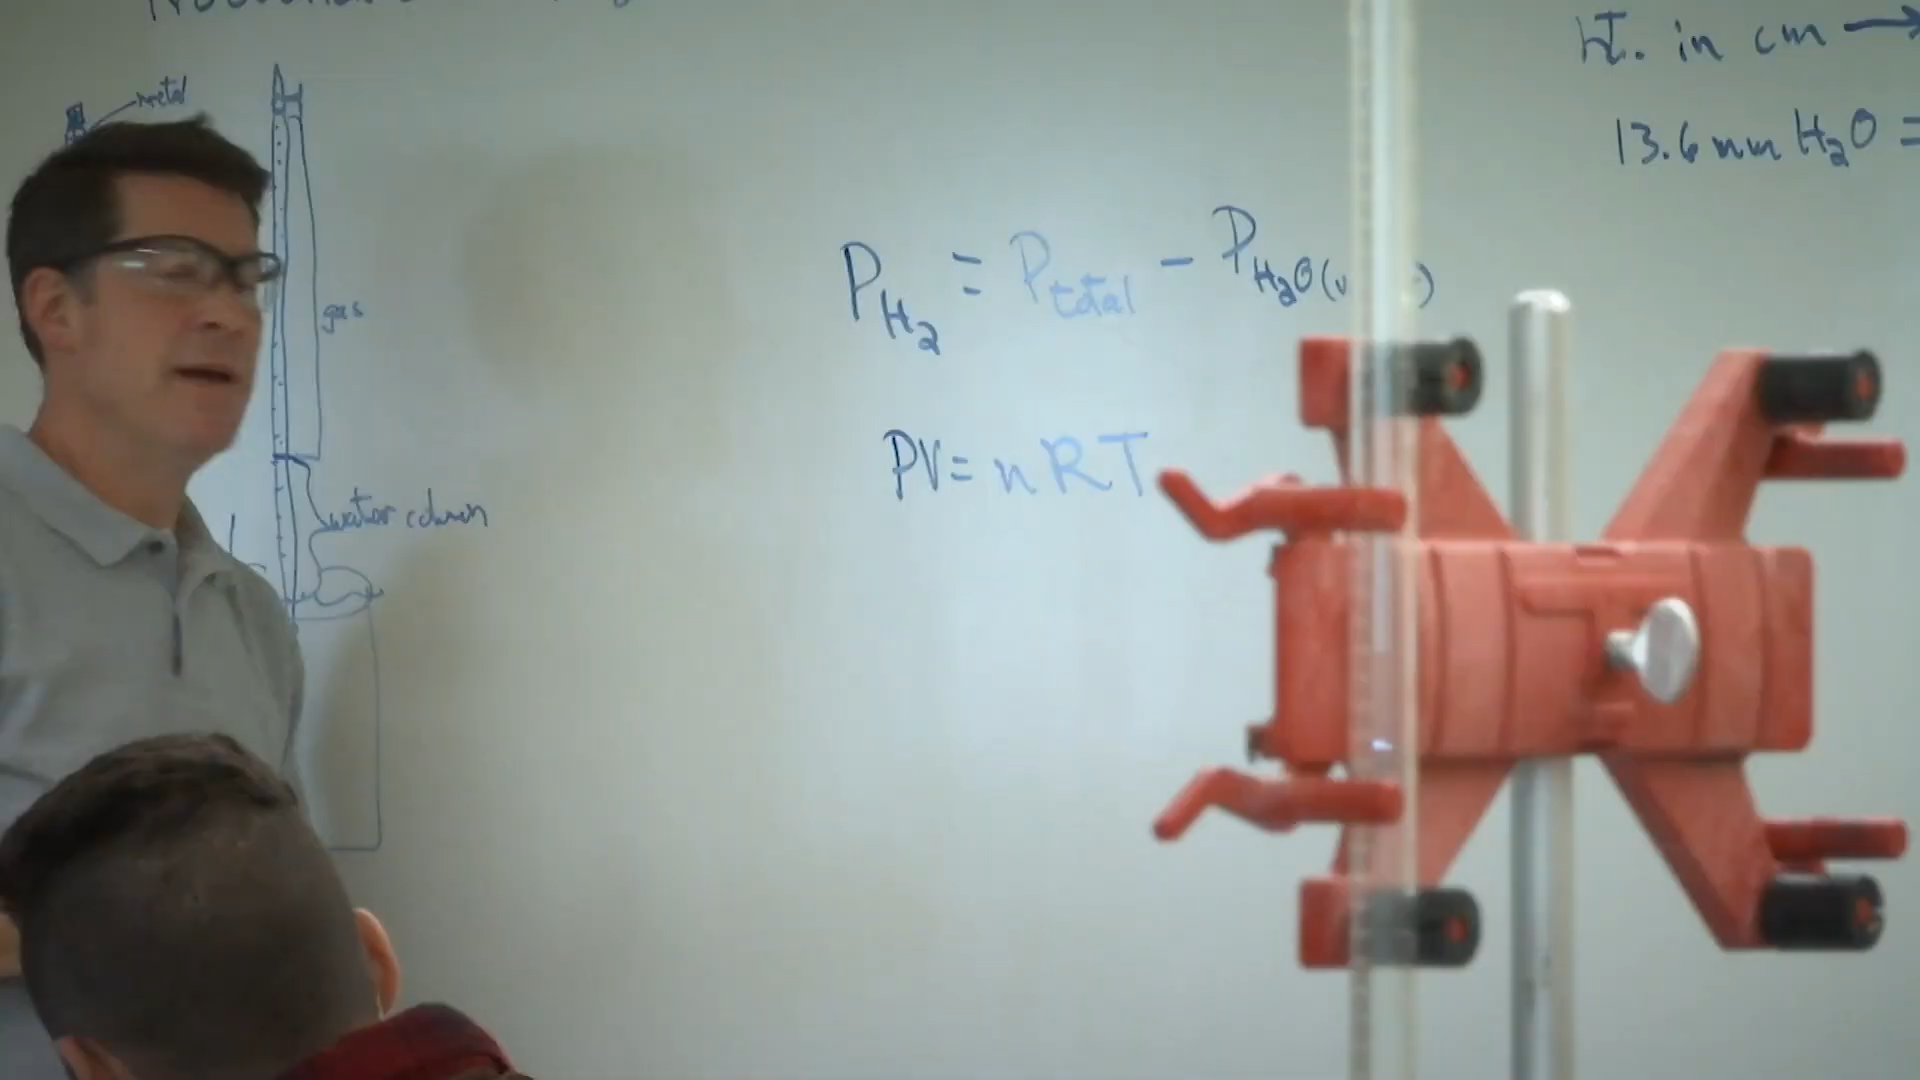 ht. in cm →
metal
13.6 mm H₂O =
P_H₂ = P_total - P_H₂O(
gas
PV = nRT
water column